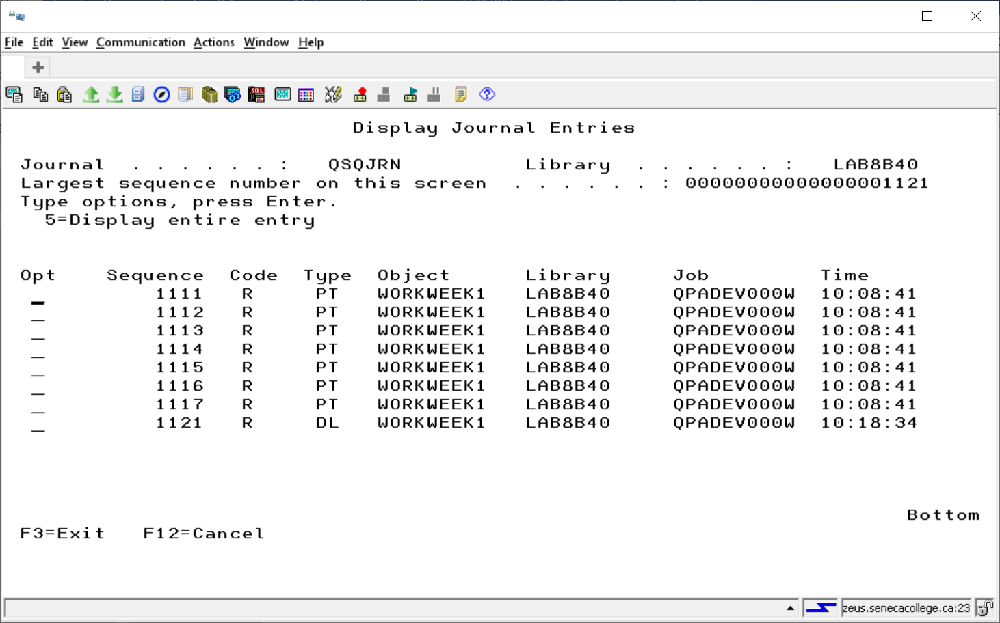 File Edit View Communication Actions Window Help
Display Journal Entries
Journal . . . . . . : QSQJRN Library . . . . . . : LAB8B40
Largest sequence number on this screen . . . . . . : 00000000000000001121
Type options, press Enter.
5=Display entire entry
Opt Sequence Code Type Object Library Job Time
_ 1111 R PT WORKWEEK1 LAB8B40 QPADEV000W 10:08:41
_ 1112 R PT WORKWEEK1 LAB8B40 QPADEV000W 10:08:41
_ 1113 R PT WORKWEEK1 LAB8B40 QPADEV000W 10:08:41
_ 1114 R PT WORKWEEK1 LAB8B40 QPADEV000W 10:08:41
_ 1115 R PT WORKWEEK1 LAB8B40 QPADEV000W 10:08:41
_ 1116 R PT WORKWEEK1 LAB8B40 QPADEV000W 10:08:41
_ 1117 R PT WORKWEEK1 LAB8B40 QPADEV000W 10:08:41
_ 1121 R DL WORKWEEK1 LAB8B40 QPADEV000W 10:18:34
Bottom
F3=Exit F12=Cancel
zeus.senecacollege.ca:23